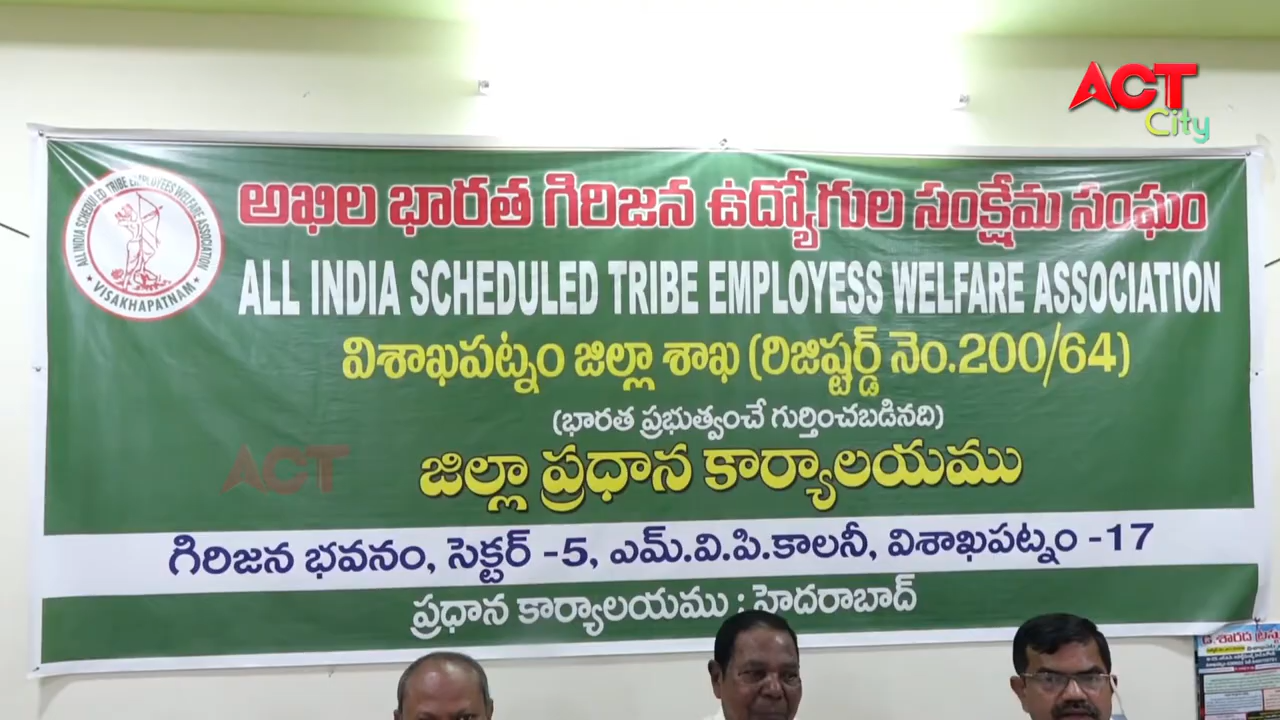 ACT
City
అఖిల భారత గిరిజన ఉద్యోగుల సంక్షేమ సంఘం
ALL INDIA SCHEDULED TRIBE EMPLOYEES WELFARE ASSOCIATION
VISAKHAPATNAM
ALL INDIA SCHEDULED TRIBE EMPLOYESS WELFARE ASSOCIATION
విశాఖపట్నం జిల్లా శాఖ (రిజిష్టర్డ్ నెం.200/64)
(భారత ప్రభుత్వంచే గుర్తించబడినది)
ACT
జిల్లా ప్రధాన కార్యాలయము
గిరిజన భవనం, సెక్టర్ -5, ఎమ్.వి.పి.కాలనీ, విశాఖపట్నం -17
ప్రధాన కార్యాలయము : హైదరాబాద్